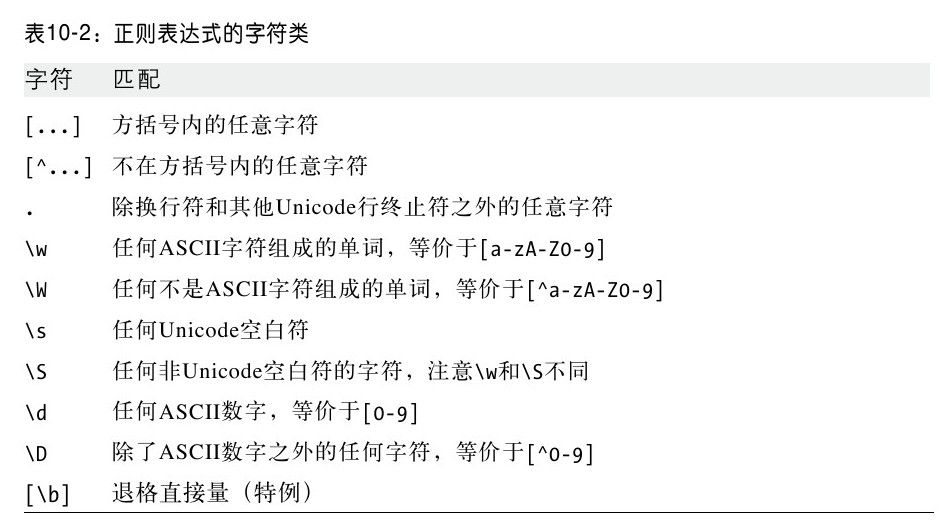 表10-2：正则表达式的字符类
字符 匹配
[...] 方括号内的任意字符
[^...] 不在方括号内的任意字符
. 除换行符和其他Unicode行终止符之外的任意字符
\w 任何ASCII字符组成的单词，等价于[a-zA-Z0-9]
\W 任何不是ASCII字符组成的单词，等价于[^a-zA-Z0-9]
\s 任何Unicode空白符
\S 任何非Unicode空白符的字符，注意\w和\S不同
\d 任何ASCII数字，等价于[0-9]
\D 除了ASCII数字之外的任何字符，等价于[^0-9]
[\b] 退格直接量（特例）